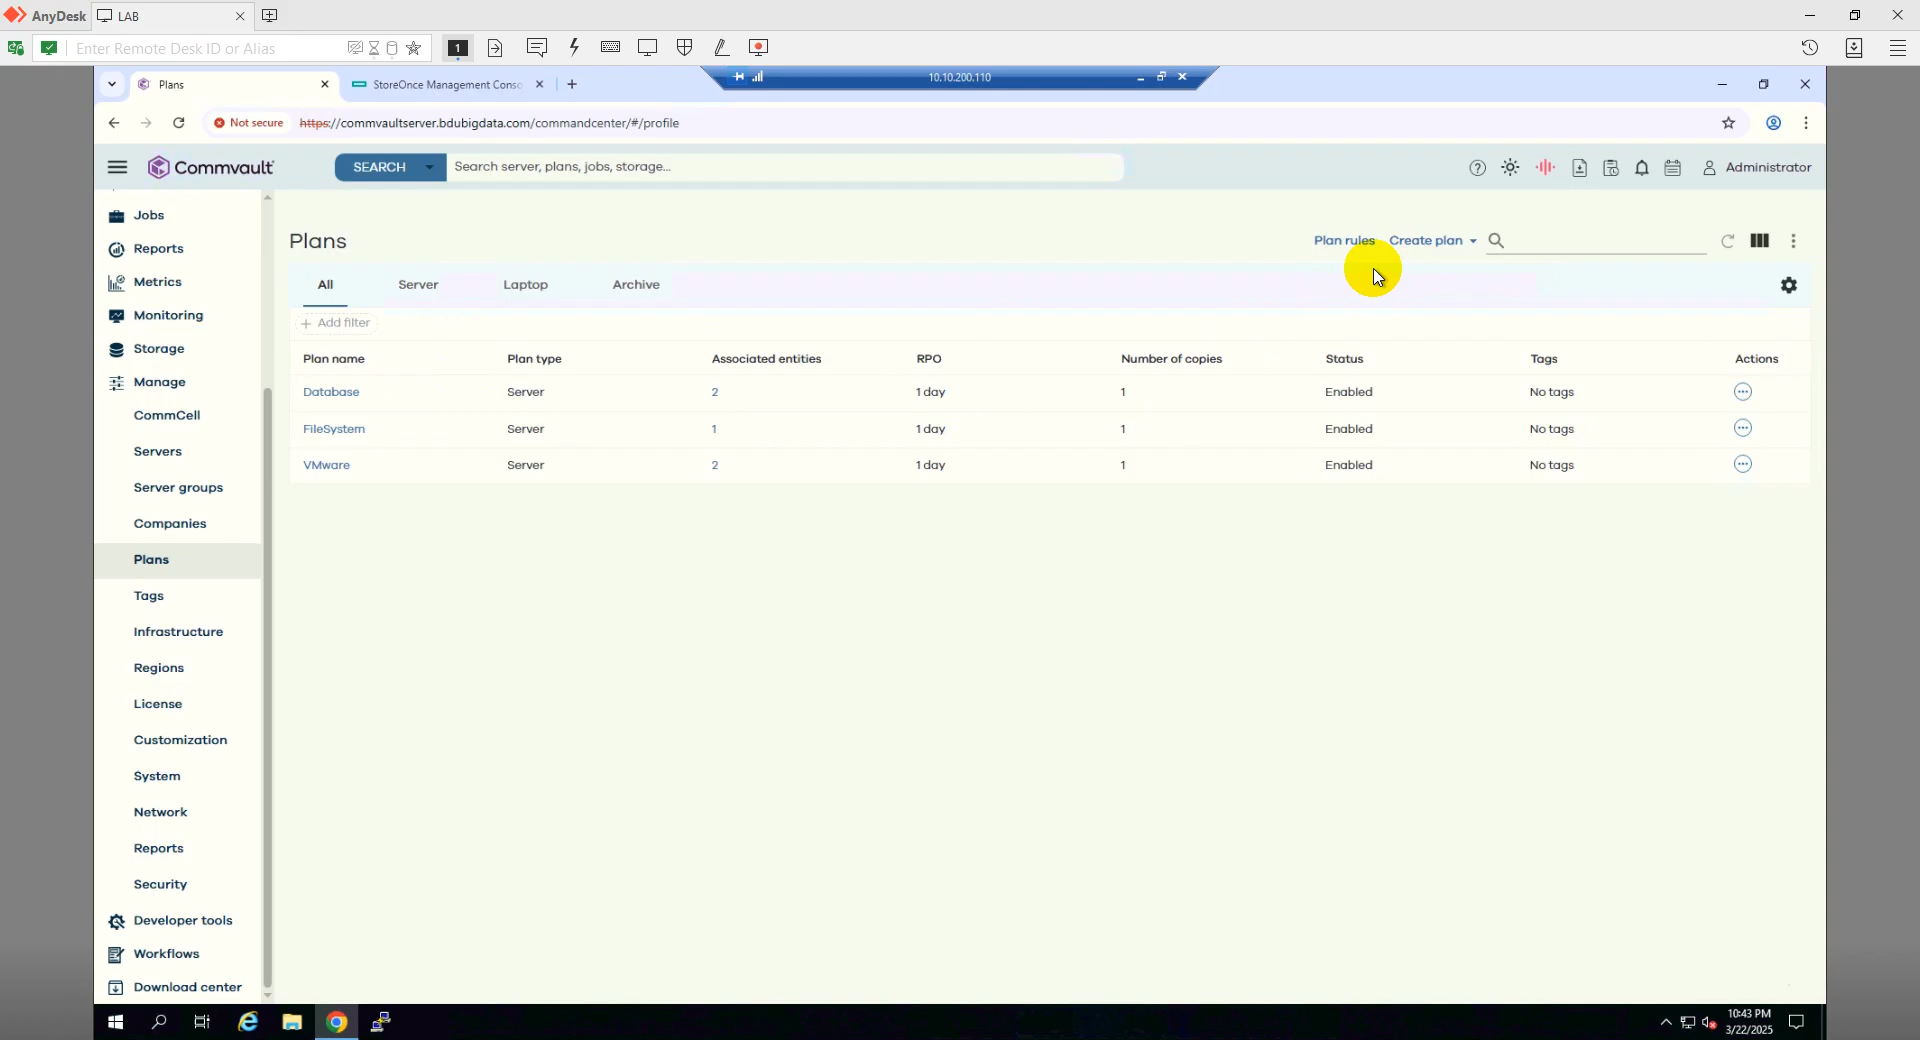 AnyDesk
LAB
Enter Remote Desk ID or Alias
1
Plans
StoreOnce Management Conso
10.10.200.110
Not secure
https://commvaultserver.bdubigdata.com/commandcenter/#/profile
Commvault
SEARCH
Search server, plans, jobs, storage...
Administrator
Jobs
Reports
Metrics
Monitoring
Storage
Manage
CommCell
Servers
Server groups
Companies
Plans
Tags
Infrastructure
Regions
License
Customization
System
Network
Reports
Security
Developer tools
Workflows
Download center
Plans
Plan rules
Create plan
All
Server
Laptop
Archive
+ Add filter
Plan name Plan type Associated entities RPO Number of copies Status Tags Actions
Database Server 2 1 day 1 Enabled No tags
FileSystem Server 1 1 day 1 Enabled No tags
VMware Server 2 1 day 1 Enabled No tags
10:43 PM
3/22/2025